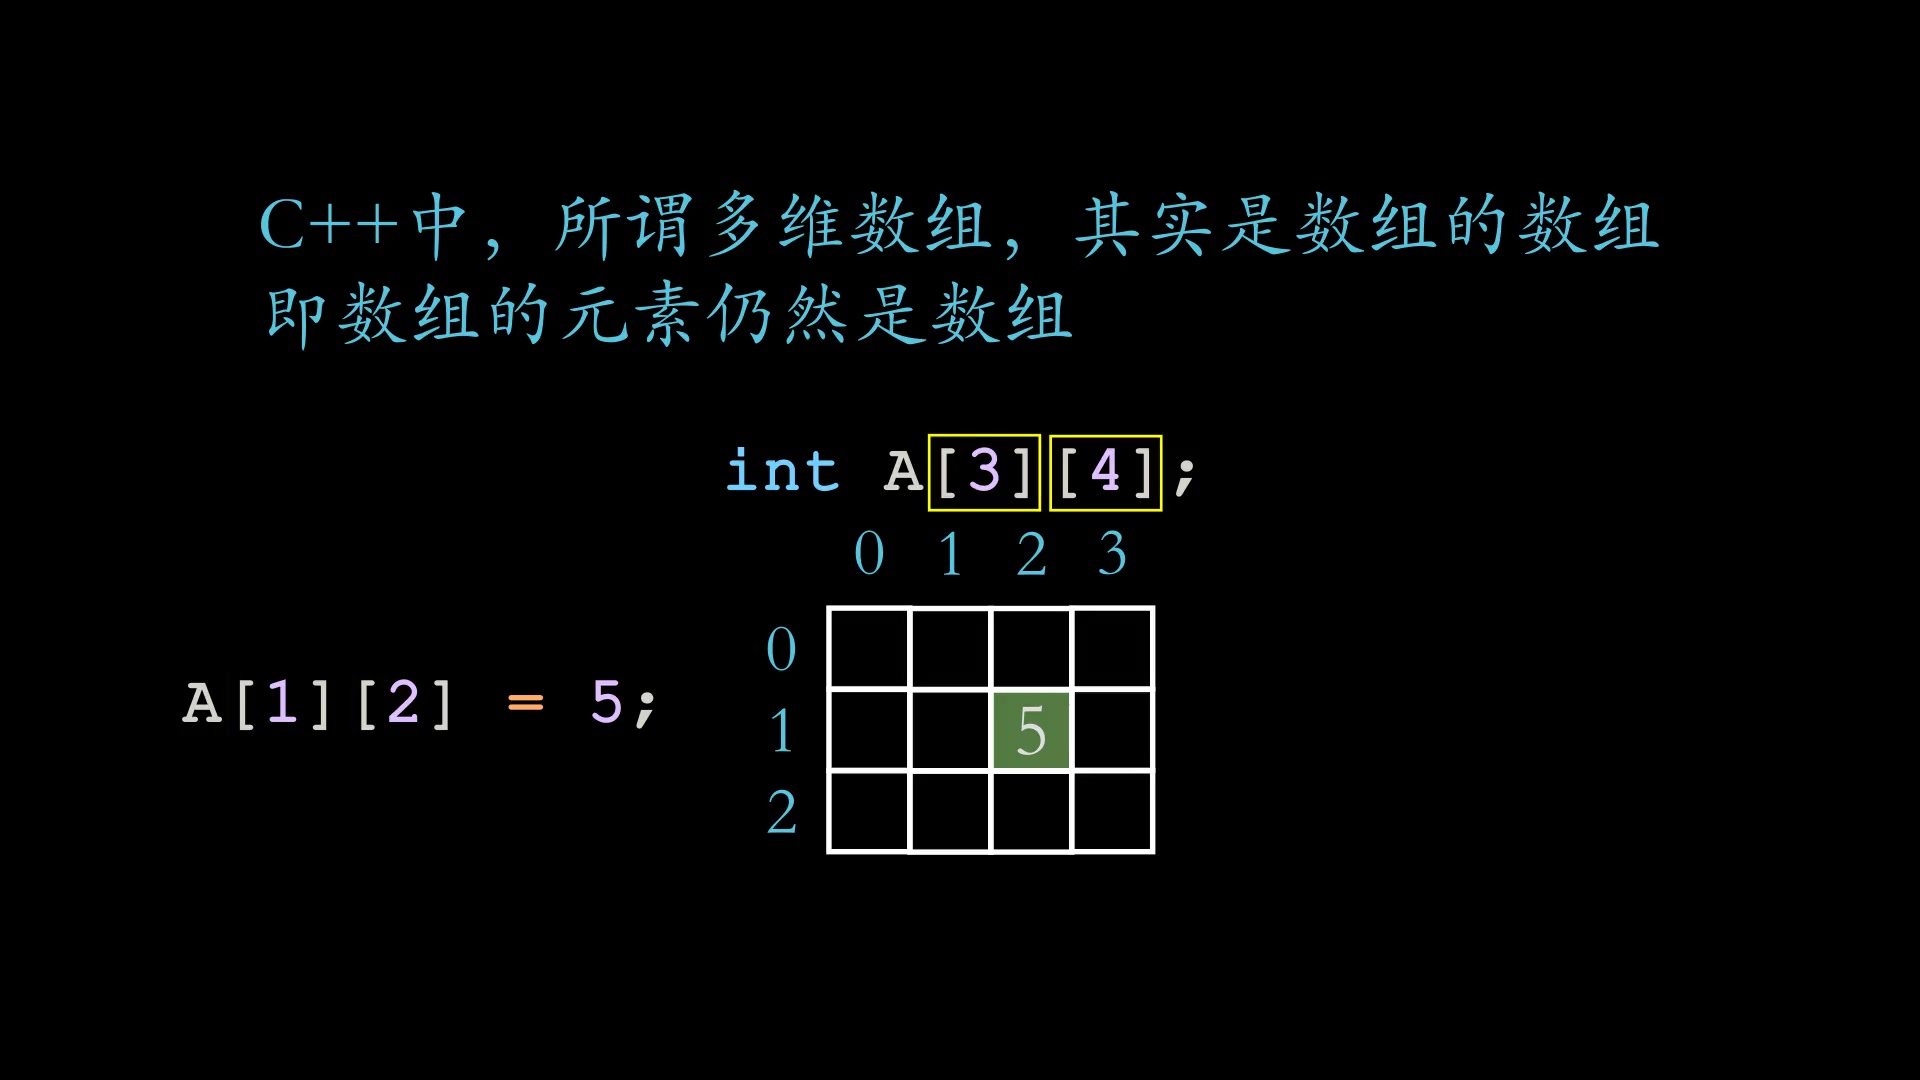 C++中，所谓多维数组，其实是数组的数组
即数组的元素仍然是数组
int A[3][4];
0 1 2 3
0
A[1][2] = 5;
1 5
2